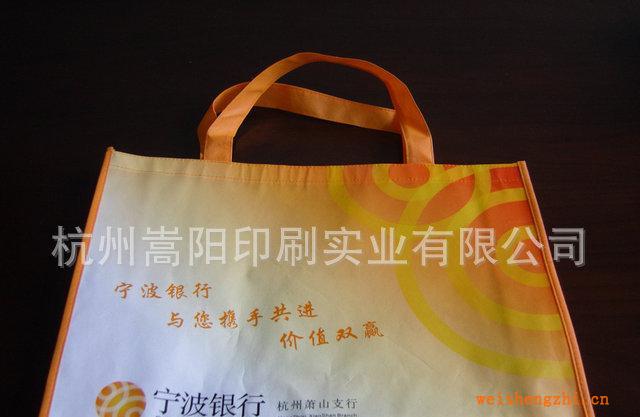 杭州嵩阳印刷实业有限公司
宁波银行
与您携手共进
价值双赢
宁波银行 杭州萧山支行
weishengzhi.cn